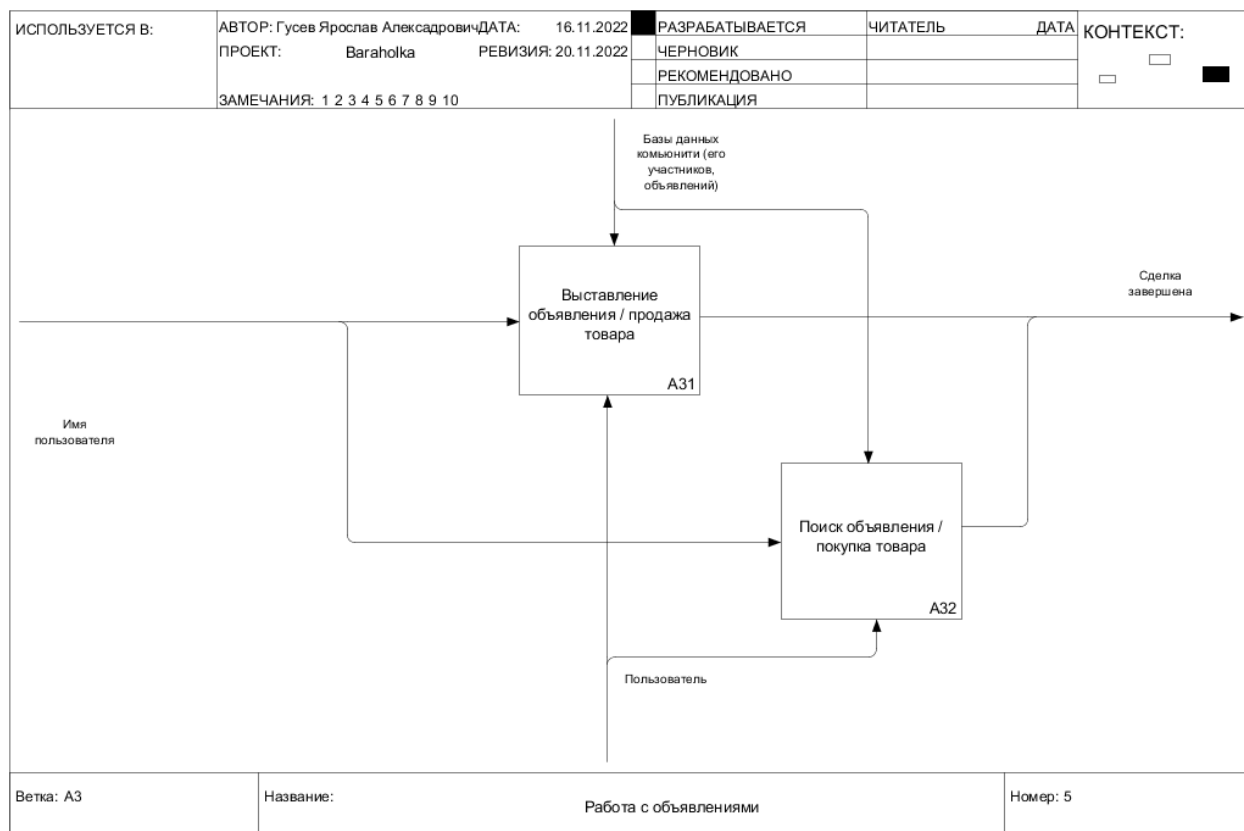 ИСПОЛЬЗУЕТСЯ В:
АВТОР: Гусев Ярослав Алексадрович
ДАТА: 16.11.2022
ПРОЕКТ: Baraholka
РЕВИЗИЯ: 20.11.2022
ЗАМЕЧАНИЯ: 1 2 3 4 5 6 7 8 9 10
РАЗРАБАТЫВАЕТСЯ
ЧЕРНОВИК
РЕКОМЕНДОВАНО
ПУБЛИКАЦИЯ
ЧИТАТЕЛЬ ДАТА
КОНТЕКСТ:
Базы данных
комьюнити (его
участников,
объявлений)
Выставление
объявления / продажа
товара
A31
Сделка
завершена
Имя
пользователя
Поиск объявления /
покупка товара
A32
Пользователь
Ветка: A3
Название:
Работа с объявлениями
Номер: 5